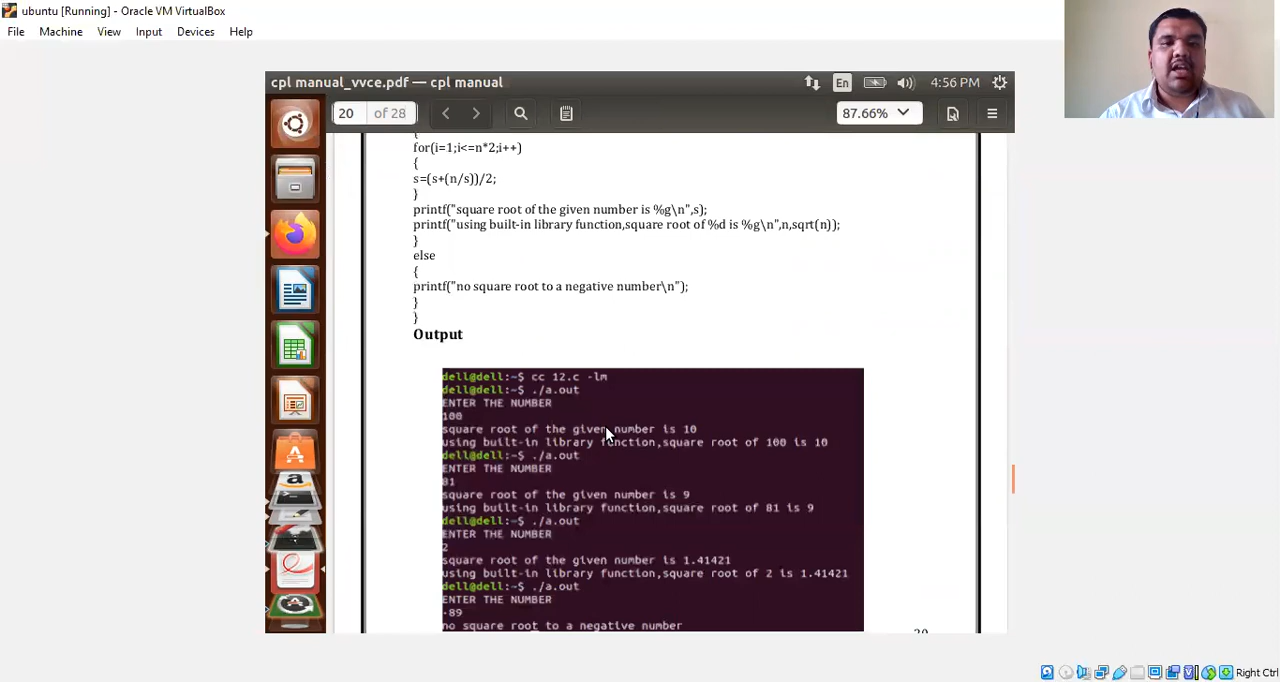 ubuntu [Running] - Oracle VM VirtualBox
File Machine View Input Devices Help
cpl manual_vvce.pdf — cpl manual
En
4:56 PM
20 of 28
87.66%
{
for(i=1;i<=n*2;i++)
{
s=(s+(n/s))/2;
}
printf("square root of the given number is %g\n",s);
printf("using built-in library function,square root of %d is %g\n",n,sqrt(n));
}
else
{
printf("no square root to a negative number\n");
}
}
Output
dell@dell:~$ cc 12.c -lm
dell@dell:~$ ./a.out
ENTER THE NUMBER
100
square root of the given number is 10
using built-in library function,square root of 100 is 10
dell@dell:~$ ./a.out
ENTER THE NUMBER
81
square root of the given number is 9
using built-in library function,square root of 81 is 9
dell@dell:~$ ./a.out
ENTER THE NUMBER
2
square root of the given number is 1.41421
using built-in library function,square root of 2 is 1.41421
dell@dell:~$ ./a.out
ENTER THE NUMBER
-89
no square root to a negative number
20
Right Ctrl